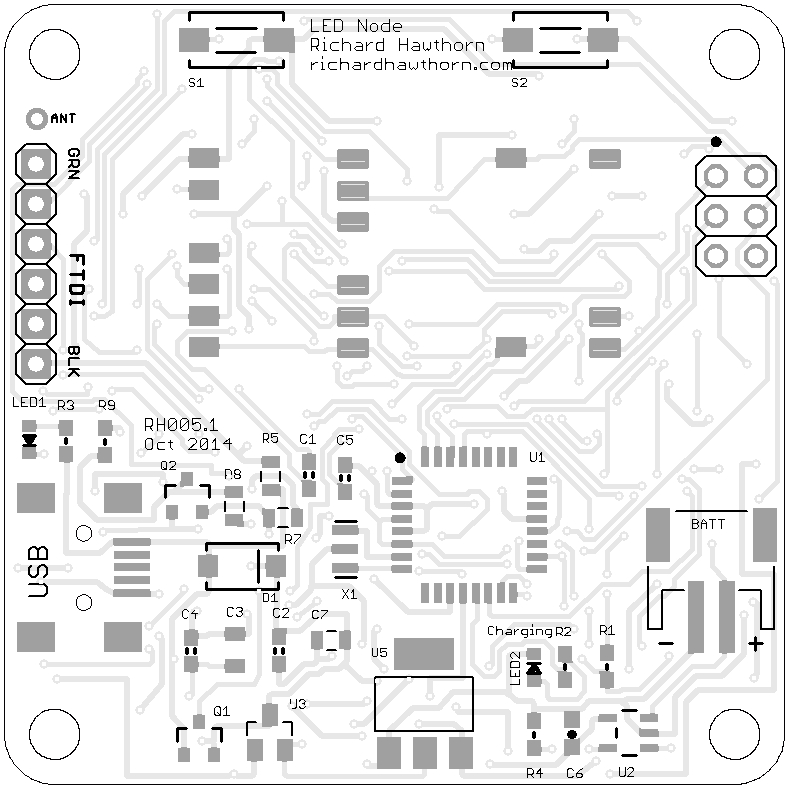 LED Node
Richard Hawthorn
richardhawthorn.com
S1
S2
ANT
GRN
FTDI
BLK
LED1
R3
R9
RH005.1
Oct 2014
Q2
R8
R5
C1
C5
U1
R7
USB
BATT
D1
X1
C4
C3
C2
C7
U5
Charging
R2
R1
LED2
- +
Q1
U3
R4
C6
U2